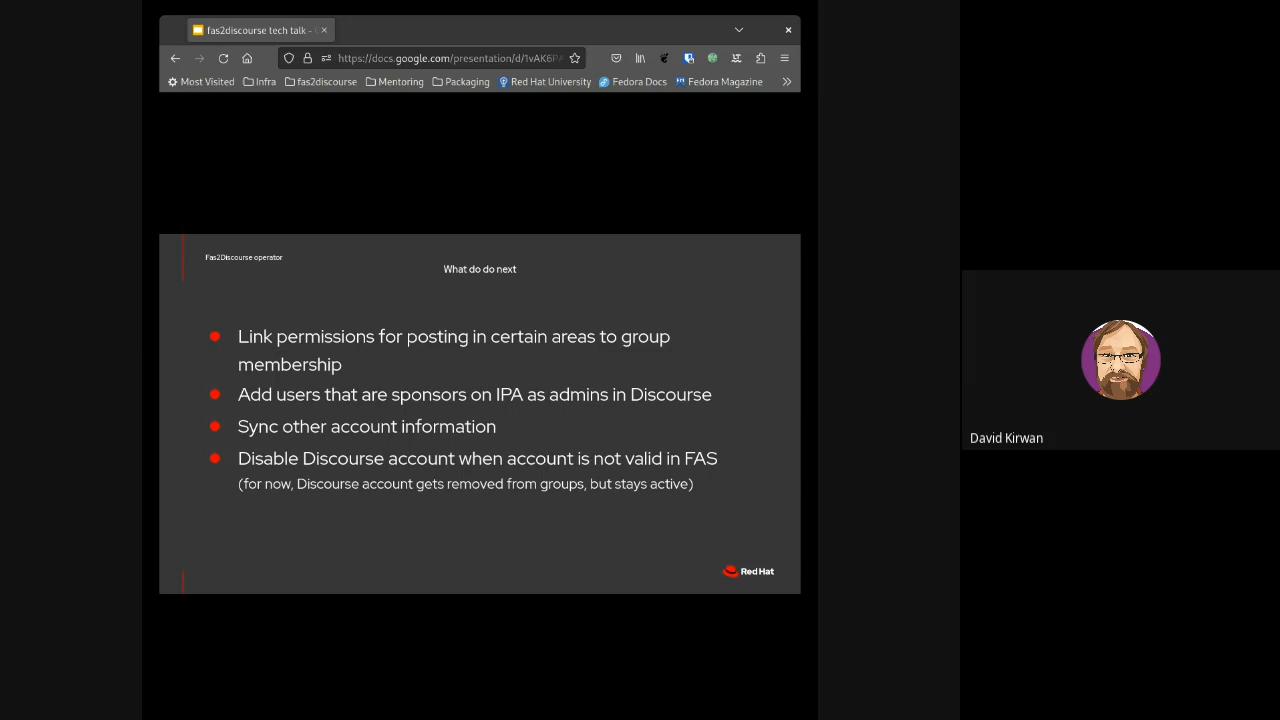 fas2discourse tech talk -
https://docs.google.com/presentation/d/1vAK6P
Most Visited Infra fas2discourse Mentoring Packaging Red Hat University Fedora Docs Fedora Magazine
Fas2Discourse operator
What do do next
Link permissions for posting in certain areas to group
membership
Add users that are sponsors on IPA as admins in Discourse
Sync other account information
Disable Discourse account when account is not valid in FAS
(for now, Discourse account gets removed from groups, but stays active)
Red Hat
David Kirwan